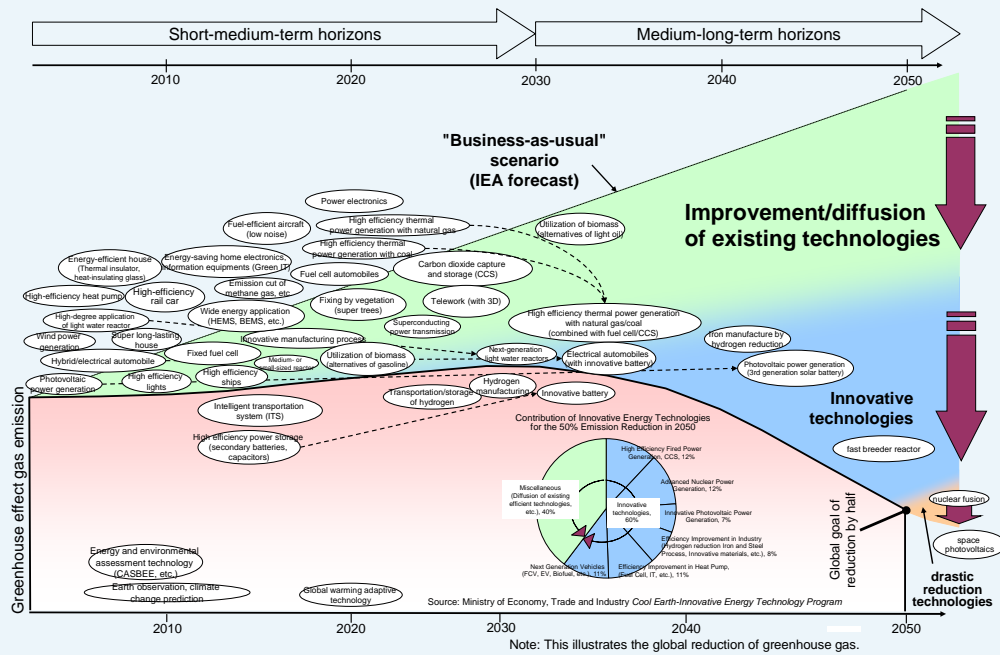 Short-medium-term horizons
Medium-long-term horizons
2010
2020
2030
2040
2050
"Business-as-usual"
scenario
(IEA forecast)
Improvement/diffusion
of existing technologies
Power electronics
Fuel-efficient aircraft
(low noise)
High efficiency thermal
power generation with natural gas
Utilization of biomass
(alternatives of light oil)
High efficiency thermal
power generation with coal
Energy-efficient house
(Thermal insulator,
heat-insulating glass)
Energy-saving home electronics,
information equipments (Green IT)
Fuel cell automobiles
Carbon dioxide capture
and storage (CCS)
High-efficiency heat pump
High-efficiency
rail car
Emission cut of
methane gas, etc
Fixing by vegetation
(super trees)
Telework (with 3D)
High-degree application
of light water reactor
Wide energy application
(HEMS, BEMS, etc.)
Superconducting
power transmission
High efficiency thermal power generation
with natural gas/coal
(combined with fuel cell/CCS)
Iron manufacture by
hydrogen reduction
Wind power
generation
Super long-lasting
house
Innovative manufacturing process
Hybrid/electrical automobile
Fixed fuel cell
Medium- or
small-sized reactor
Utilization of biomass
(alternatives of gasoline)
Next-generation
light water reactors
Electrical automobiles
(with innovative battery)
Photovoltaic power generation
(3rd generation solar battery)
Photovoltaic
power generation
High efficiency
lights
High efficiency
ships
Transportation/storage
of hydrogen
Hydrogen
manufacturing
Innovative battery
Innovative
technologies
Intelligent transportation
system (ITS)
High efficiency power storage
(secondary batteries,
capacitors)
fast breeder reactor
nuclear fusion
space
photovoltaics
drastic
reduction
technologies
Global goal of
reduction by half
Contribution of Innovative Energy Technologies
for the 50% Emission Reduction in 2050
High Efficiency Fired Power
Generation, CCS, 12%
Advanced Nuclear Power
Generation, 12%
Innovative Photovoltaic Power
Generation, 7%
Efficiency Improvement in Industry
(Hydrogen reduction Iron and Steel
Process, Innovative materials, etc.), 8%
Efficiency Improvement in Heat Pump,
(Fuel Cell, IT, etc.), 11%
Next Generation Vehicles
(FCV, EV, Biofuel, etc.), 11%
Miscellaneous
(Diffusion of existing
efficient technologies,
etc.), 40%
Innovative
technologies,
60%
Energy and environmental
assessment technology
(CASBEE, etc.)
Earth observation, climate
change prediction
Global warming adaptive
technology
Greenhouse effect gas emission
Source: Ministry of Economy, Trade and Industry Cool Earth-Innovative Energy Technology Program
2010
2020
2030
2040
2050
Note: This illustrates the global reduction of greenhouse gas.